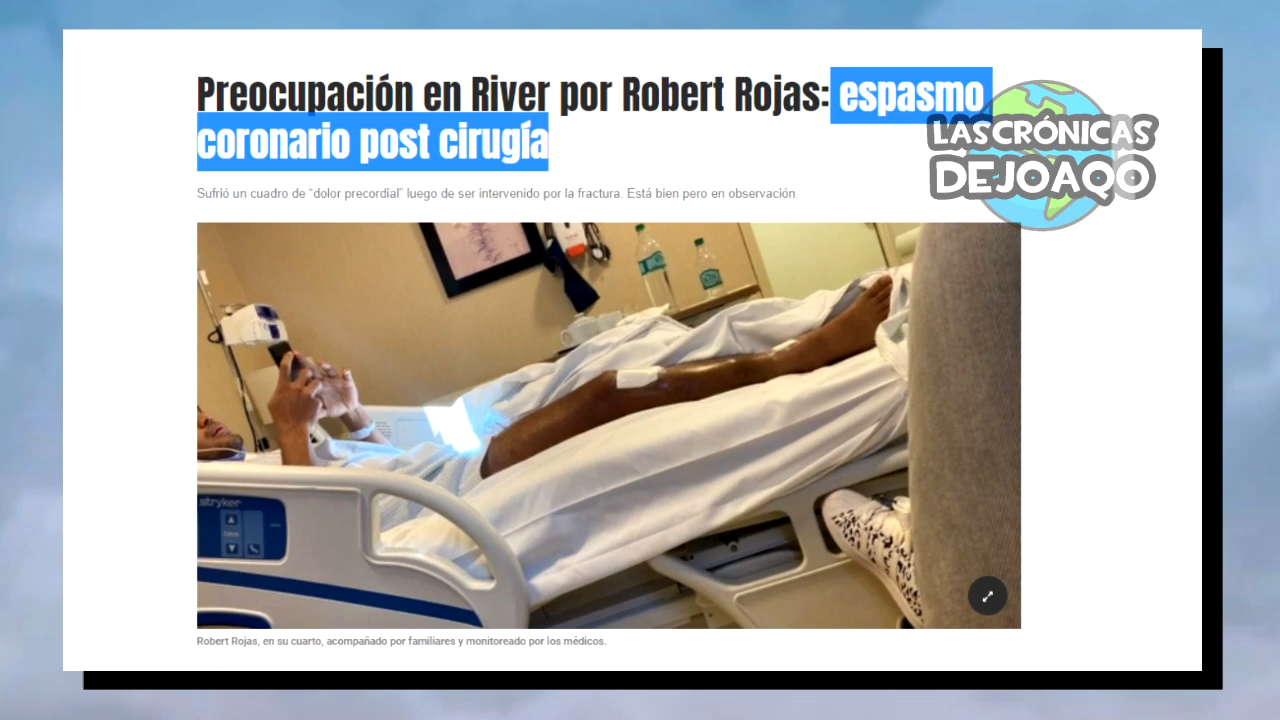 Preocupación en River por Robert Rojas: espasmo
coronario post cirugía
LAS CRÓNICAS
DE JOAQO
Sufrió un cuadro de “dolor precordial” luego de ser intervenido por la fractura. Está bien pero en observación.
stryker
Robert Rojas, en su cuarto, acompañado por familiares y monitoreado por los médicos.